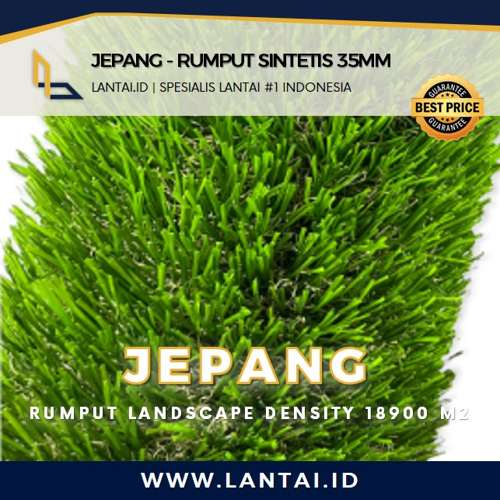 JEPANG - RUMPUT SINTETIS 35MM
LANTAI.ID | SPESIALIS LANTAI #1 INDONESIA
GUARANTEE
BEST PRICE
GUARANTEE
JEPANG
RUMPUT LANDSCAPE DENSITY 18900 M2
WWW.LANTAI.ID